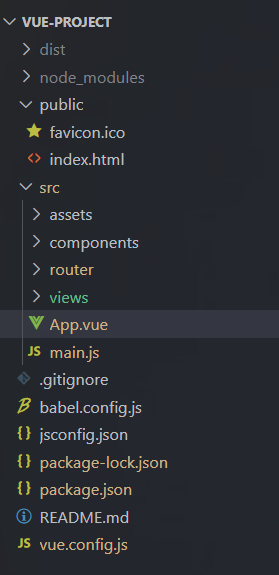 VUE-PROJECT
dist
node_modules
public
favicon.ico
index.html
src
assets
components
router
views
App.vue
JS main.js
.gitignore
babel.config.js
{} jsconfig.json
{} package-lock.json
{} package.json
README.md
JS vue.config.js